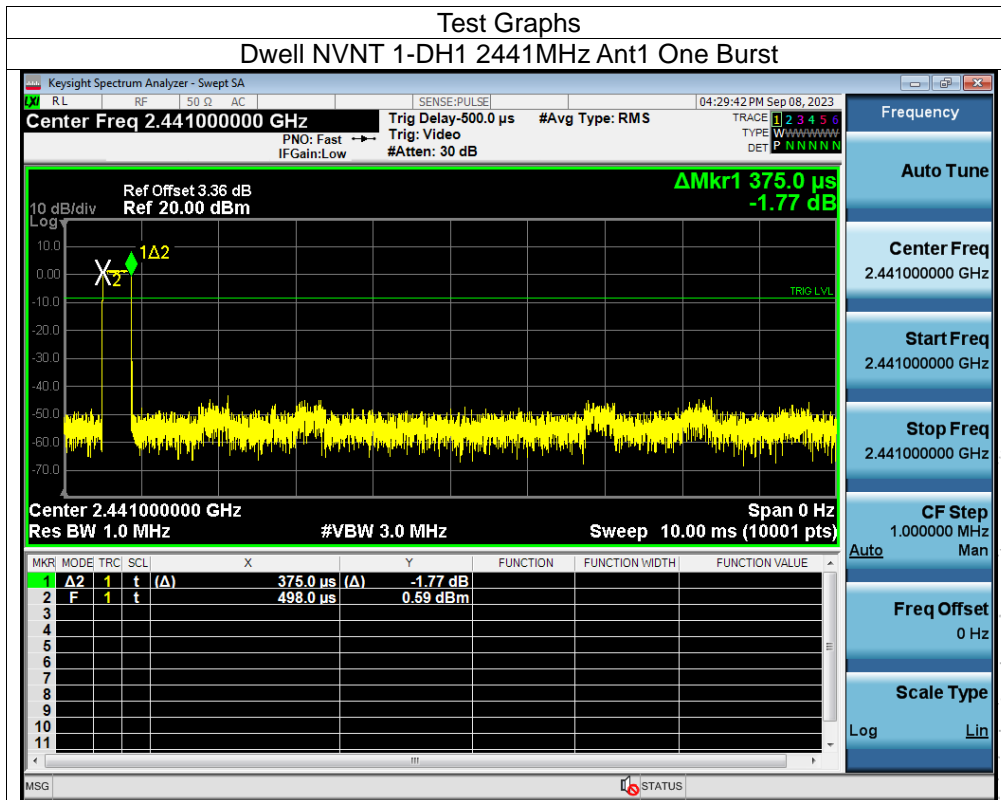 Test Graphs
Dwell NVNT 1-DH1 2441MHz Ant1 One Burst
Keysight Spectrum Analyzer - Swept SA
LXI RL RF 50 Ω AC SENSE:PULSE 04:29:42 PM Sep 08, 2023
Center Freq 2.441000000 GHz Trig Delay-500.0 µs #Avg Type: RMS TRACE 1 2 3 4 5 6
PNO: Fast Trig: Video TYPE WWWWWWW
IFGain:Low #Atten: 30 dB DET P N N N N N
Frequency
Auto Tune
Center Freq
2.441000000 GHz
Start Freq
2.441000000 GHz
Stop Freq
2.441000000 GHz
CF Step
1.000000 MHz
Auto Man
Freq Offset
0 Hz
Scale Type
Log Lin
ΔMkr1 375.0 µs
-1.77 dB
Ref Offset 3.36 dB
10 dB/div Ref 20.00 dBm
Log
10.0
0.00
-10.0
-20.0
-30.0
-40.0
-50.0
-60.0
-70.0
1Δ2
X2
TRIG LVL
Center 2.441000000 GHz Span 0 Hz
Res BW 1.0 MHz #VBW 3.0 MHz Sweep 10.00 ms (10001 pts)
MKR MODE TRC SCL X Y FUNCTION FUNCTION WIDTH FUNCTION VALUE
1 Δ2 1 t (Δ) 375.0 µs (Δ) -1.77 dB
2 F 1 t 498.0 µs 0.59 dBm
3
4
5
6
7
8
9
10
11
MSG STATUS